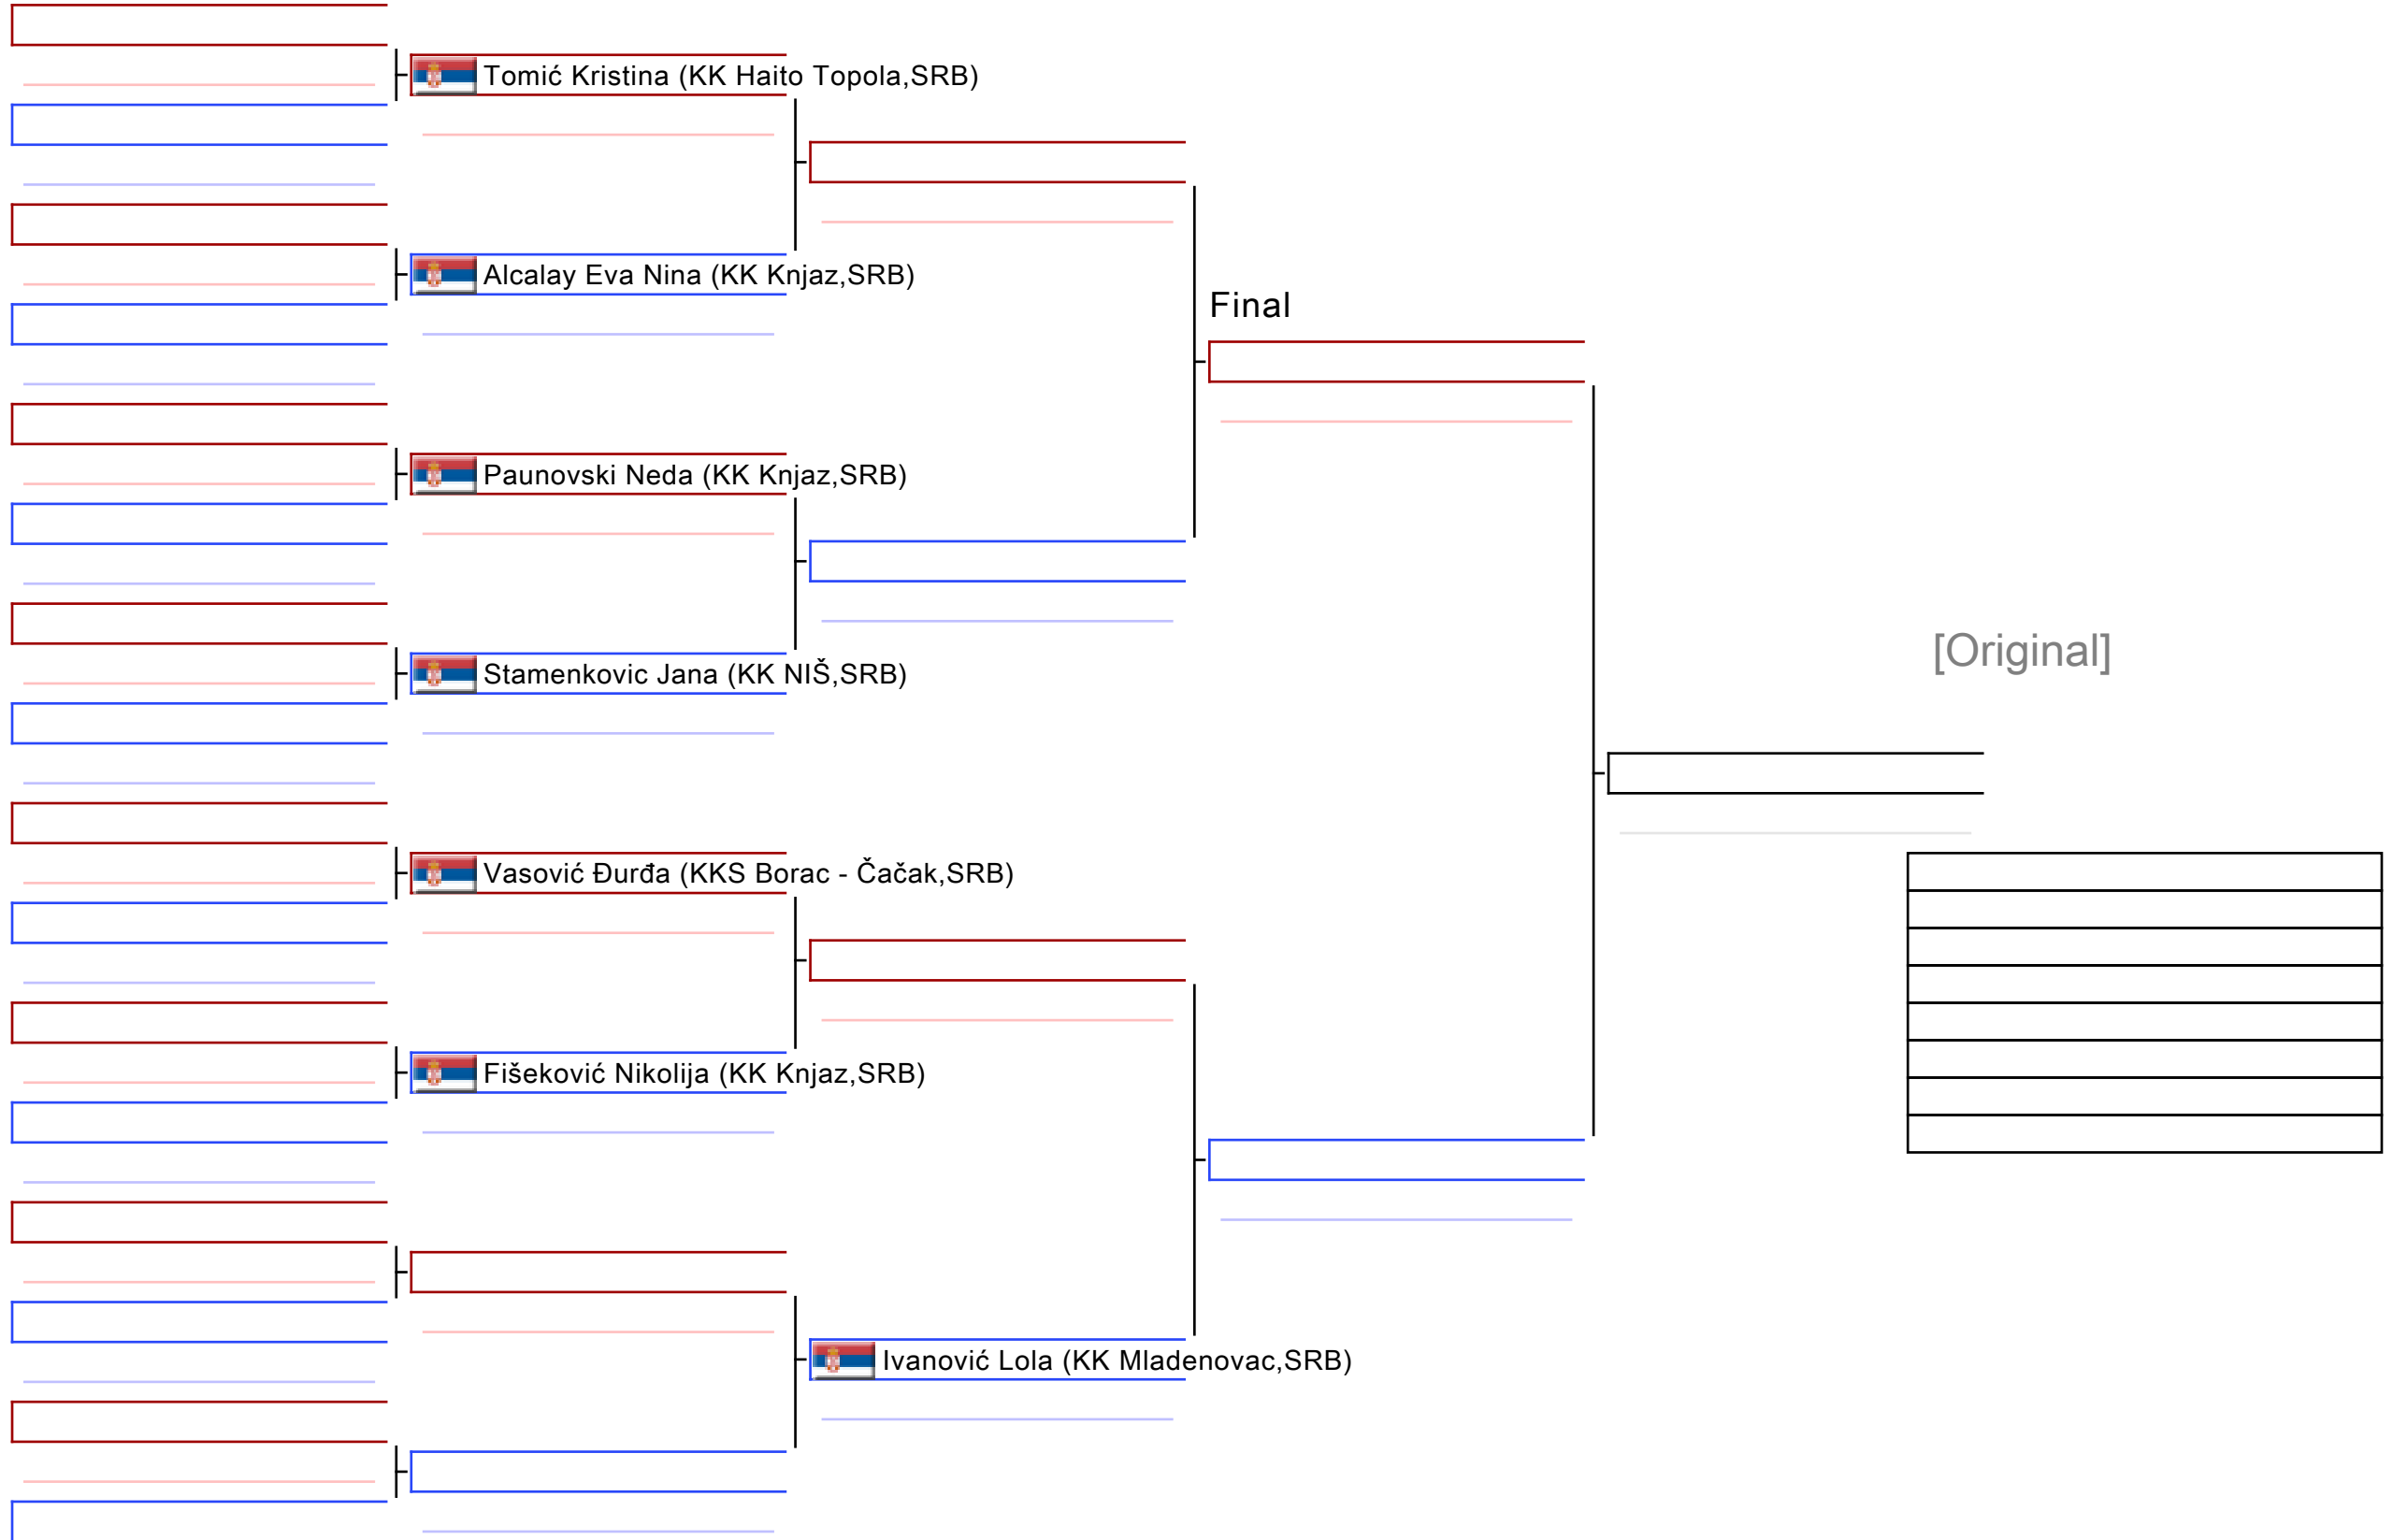 Tomić Kristina (KK Haito Topola,SRB)
Alcalay Eva Nina (KK Knjaz,SRB)
Final
Paunovski Neda (KK Knjaz,SRB)
Stamenkovic Jana (KK NIŠ,SRB)
[Original]
Vasović Đurđa (KKS Borac - Čačak,SRB)
Fišeković Nikolija (KK Knjaz,SRB)
Ivanović Lola (KK Mladenovac,SRB)